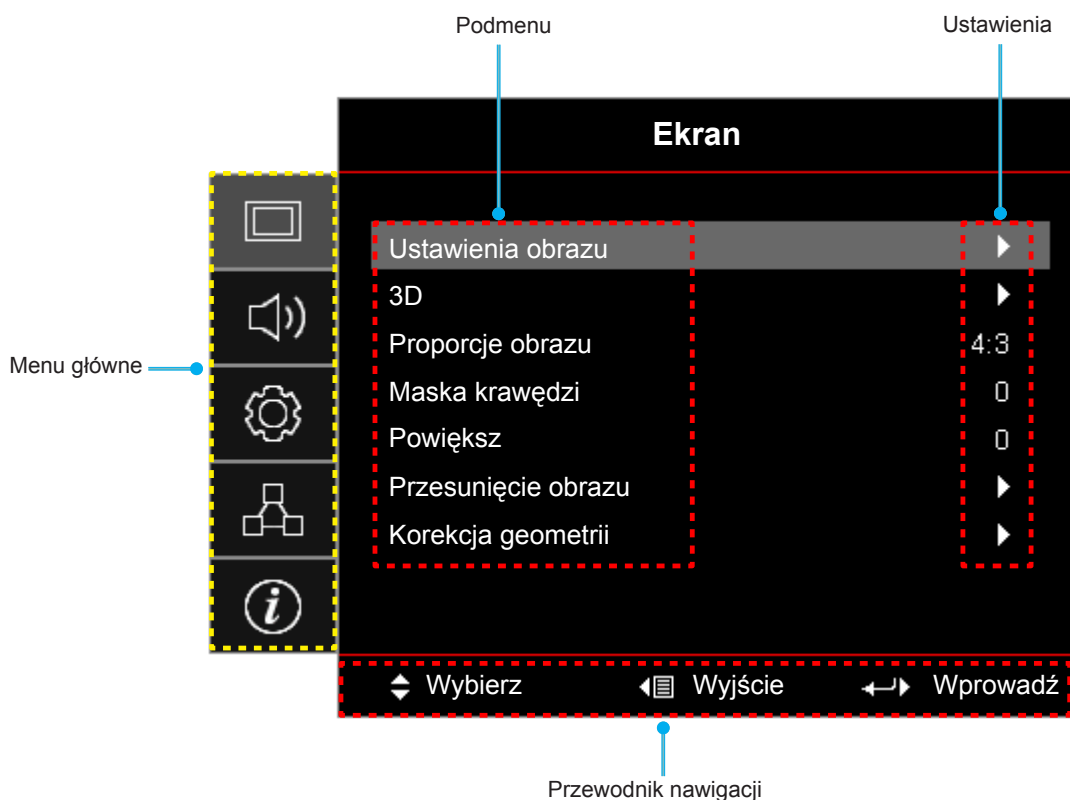 Podmenu
Ustawienia
Ekran
Ustawienia obrazu
3D
Proporcje obrazu 4:3
Maska krawędzi 0
Powiększ 0
Przesunięcie obrazu
Korekcja geometrii
Menu główne
Wybierz Wyjście Wprowadź
Przewodnik nawigacji